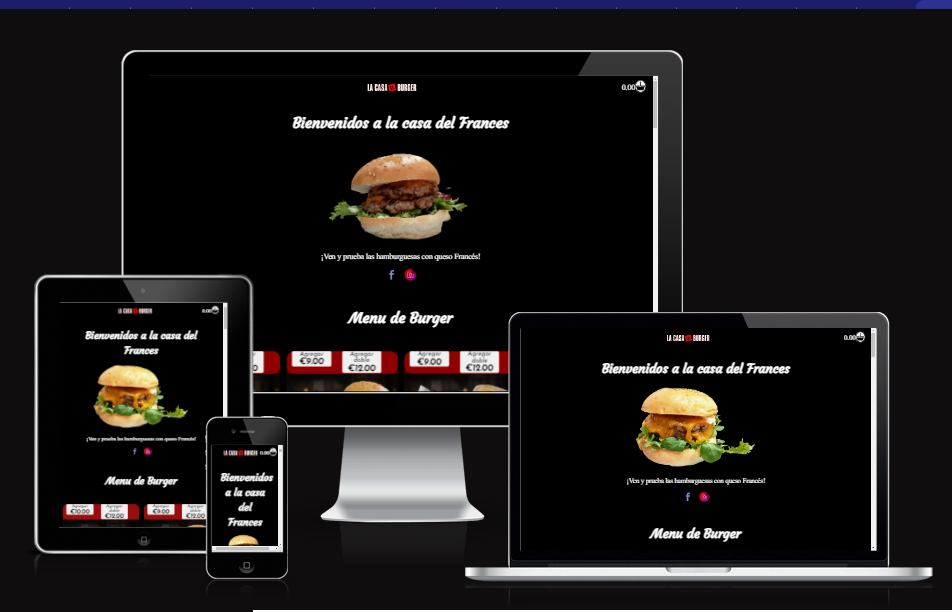 LA CASA BURGER
0.00
Bienvenidos a la casa del Frances
¡Ven y prueba las hamburguesas con queso Francés!
f
Menu de Burger
Agregar
€9.00
Agregar
doble
€12.00
Agregar
€9.00
Agregar
doble
€12.00
LA CASA BURGER
0.00
Bienvenidos a la casa del
Frances
¡Ven y prueba las hamburguesas con queso Francés!
f
Menu de Burger
Agregar
€10.00
Agregar
doble
€12.00
Agregar
€9.00
Agregar
doble
€12.00
LA CASA BURGER
0.00
Bienvenidos
a la casa
del
Frances
LA CASA BURGER
0.00
Bienvenidos a la casa del Frances
¡Ven y prueba las hamburguesas con queso Francés!
f
Menu de Burger